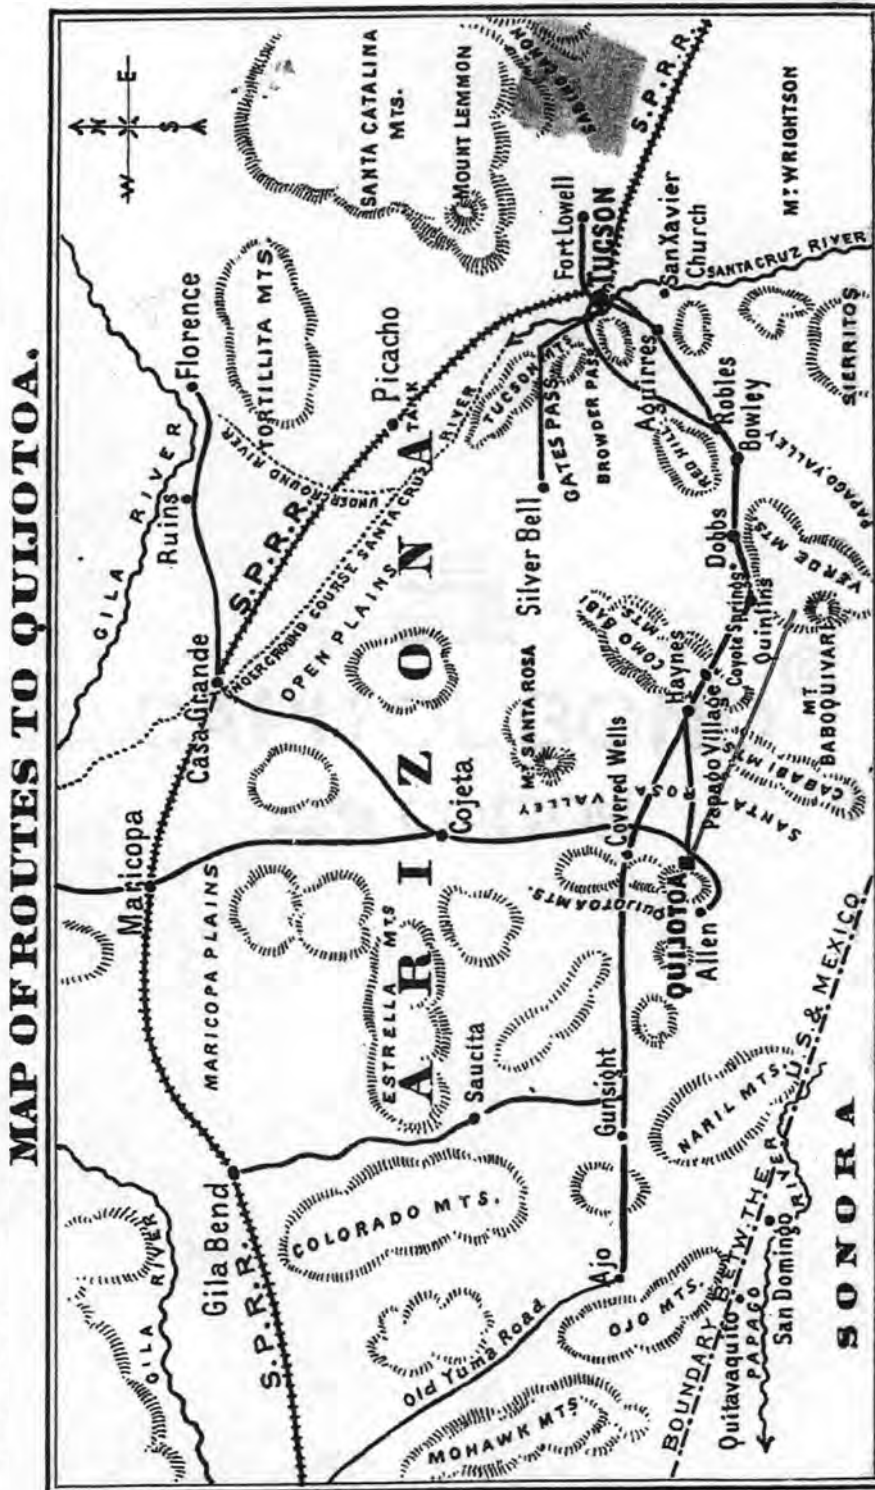 MAP OF ROUTES TO QUIJOTOA.
N
E
S
W
GILA RIVER
GILA RIVER
Florence
Ruins
TORTILLITA MTS.
SANTA CATALINA
MTS.
MOUNT LEMMON
SABINO CANON
S.P.R.R.
Maricopa
Casa Grande
S.P.R.R.
UNDERGROUND RIVER
Picacho
TANK
UNDERGROUND COURSE SANTA CRUS RIVER
OPEN PLAINS
MARICOPA PLAINS
Gila Bend
S.P.R.R.
COLORADO MTS.
ESTRELLA MTS
ARIZONA
Saucita
Cojeta
MT SANTA ROSA
Silver Bell
TUCSON MTS
GATES PASS
BROWDER PASS
Fort Lowell
TUCSON
San Xavier
Church
SANTA CRUZ RIVER
MT. WRIGHTSON
Aguirres
RED HILLS
Robles
Bowley
SIERRITOS
PAPAGO VALLEY
Dobbs
VERDE MTS.
COMO BABI
MTS.
Haynes
Coyote Springs
Quinlins
Papago Village
MT
BABOQUIVARI
CABABI MTS
SANTA ROSA VALLEY
Covered Wells
QUIJOTOA MTS.
QUIJOTOA
Allen
Gunsight
Ajo
Old Yuma Road
MOHAWK MTS
OJO MTS.
NARIL MTS.
BOUNDARY BETW. THE U.S. & MEXICO
Quitavaquito
PAPAGO RIVER
San Domingo
SONORA